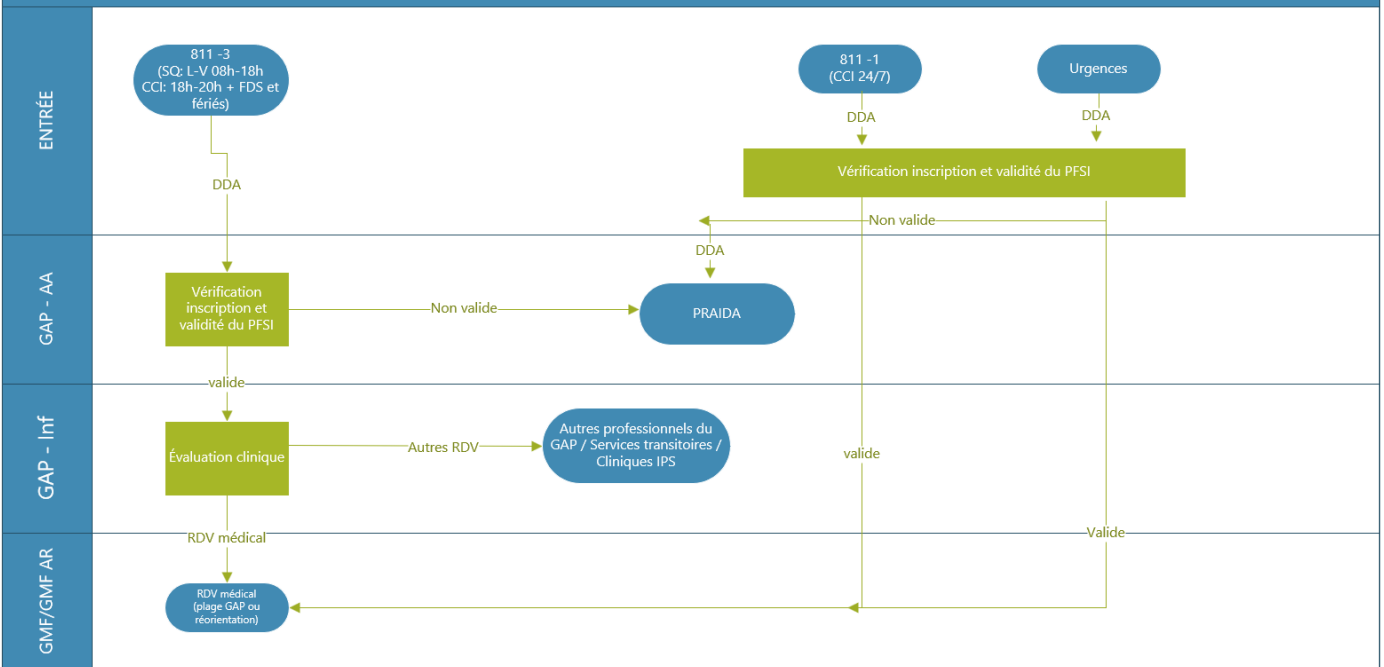 ENTRÉE
811 -3
(SQ: L-V 08h-18h
CCI: 18h-20h + FDS et
fériés)
811 -1
(CCI 24/7)
Urgences
DDA
DDA
DDA
Vérification inscription et validité du PFSI
Non valide
DDA
GAP - AA
Vérification
inscription et
validité du PFSI
Non valide
PRAIDA
valide
GAP - Inf
Évaluation clinique
Autres RDV
Autres professionnels du
GAP / Services transitoires /
Cliniques IPS
valide
Valide
RDV médical
GMF/GMF AR
RDV médical
(plage GAP ou
réorientation)